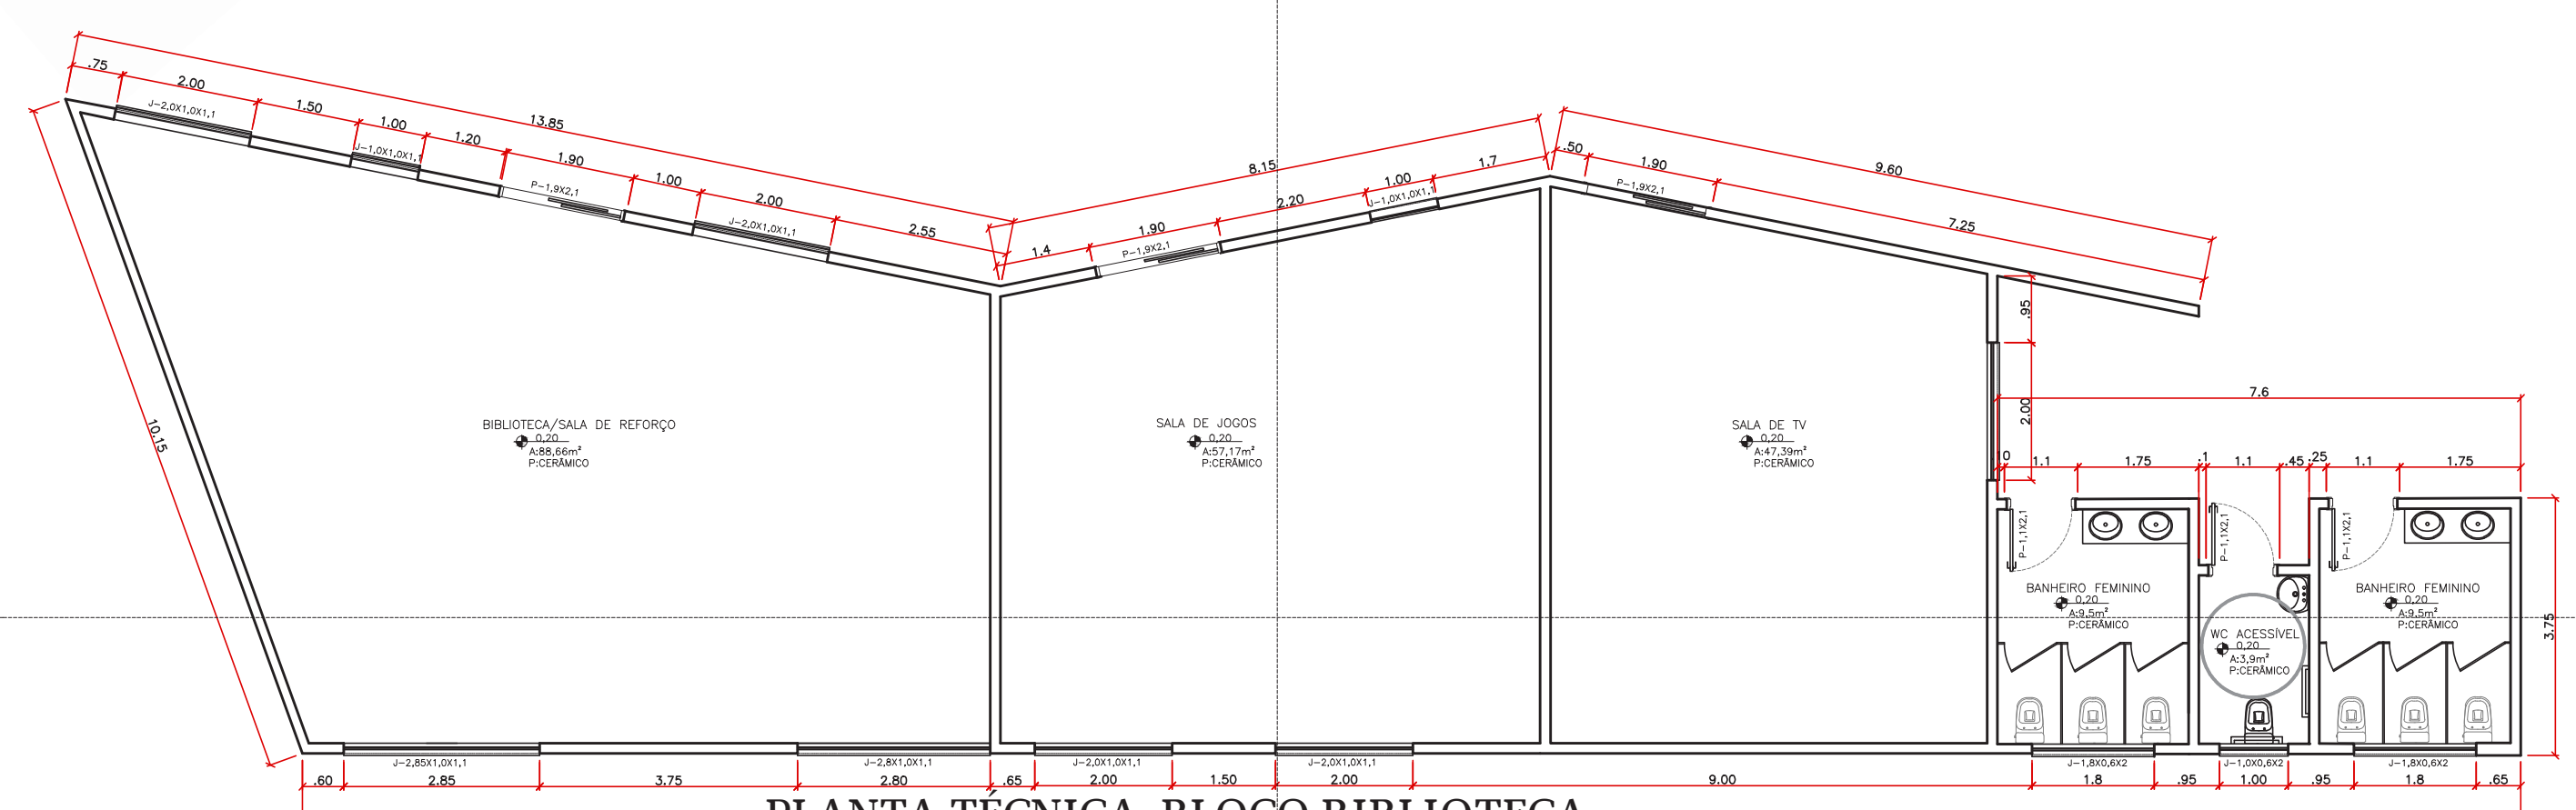 .75
2.00
1.50
1.00
1.20
1.90
1.00
2.00
2.55
13.85
J-2,0X1,0X1,1
J-1,0X1,0X1,1
P-1,9X2,1
J-2,0X1,0X1,1
8.15
1.4
1.90
2.20
1.00
1.7
P-1,9X2,1
J-1,0X1,0X1,1
.50
1.90
9.60
7.25
P-1,9X2,1
10.15
BIBLIOTECA/SALA DE REFORÇO
0,20
A:88,66m²
P:CERÂMICO
SALA DE JOGOS
0,20
A:57,17m²
P:CERÂMICO
SALA DE TV
0,20
A:47,39m²
P:CERÂMICO
.95
2.00
7.6
1.1
1.75
.1
1.1
.45
.25
1.1
1.75
P-1,1X2,1
P-1,1X2,1
P-1,1X2,1
BANHEIRO FEMININO
0,20
A:9,5m²
P:CERÂMICO
WC ACESSÍVEL
0,20
A:3,9m²
P:CERÂMICO
BANHEIRO FEMININO
0,20
A:9,5m²
P:CERÂMICO
3.75
J-2,85X1,0X1,1
J-2,8X1,0X1,1
J-2,0X1,0X1,1
J-2,0X1,0X1,1
J-1,8X0,6X2
J-1,0X0,6X2
J-1,8X0,6X2
.60
2.85
3.75
2.80
.65
2.00
1.50
2.00
9.00
1.8
.95
1.00
.95
1.8
.65
PLANTA TÉCNICA BLOCO BIBLIOTECA